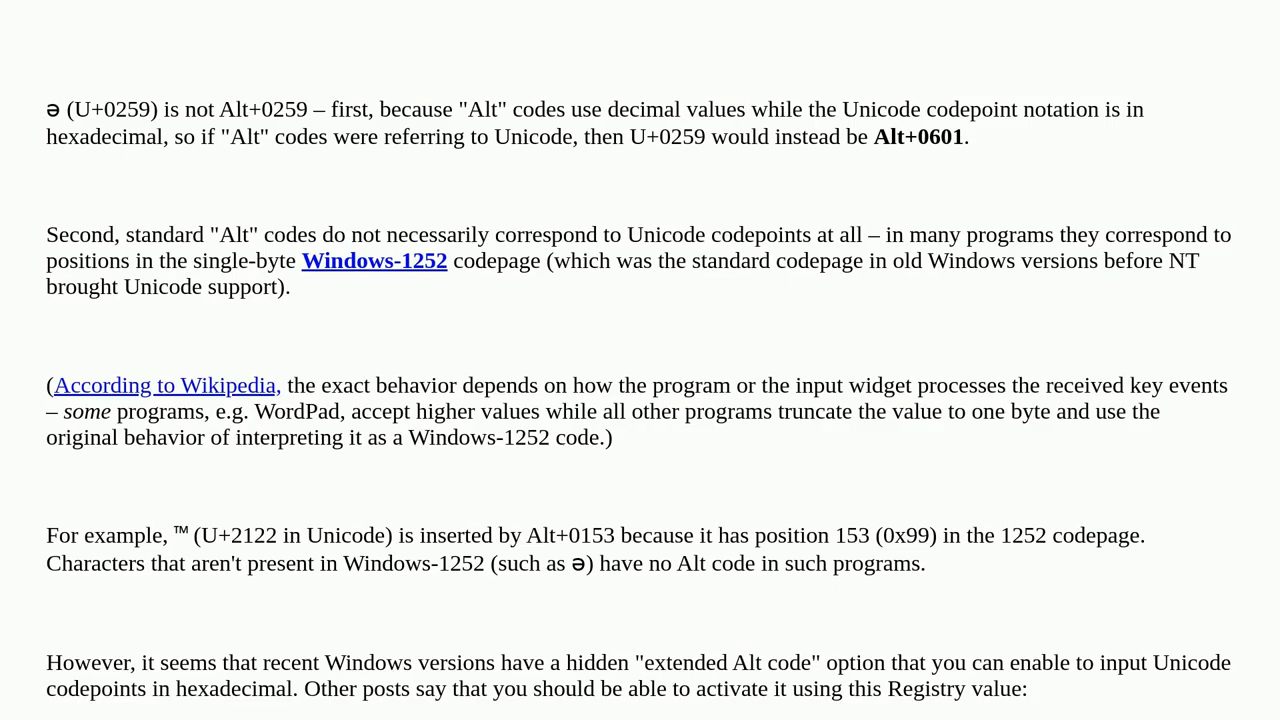 ə (U+0259) is not Alt+0259 – first, because "Alt" codes use decimal values while the Unicode codepoint notation is in
hexadecimal, so if "Alt" codes were referring to Unicode, then U+0259 would instead be Alt+0601.
Second, standard "Alt" codes do not necessarily correspond to Unicode codepoints at all – in many programs they correspond to
positions in the single-byte Windows-1252 codepage (which was the standard codepage in old Windows versions before NT
brought Unicode support).
(According to Wikipedia, the exact behavior depends on how the program or the input widget processes the received key events
– some programs, e.g. WordPad, accept higher values while all other programs truncate the value to one byte and use the
original behavior of interpreting it as a Windows-1252 code.)
For example, ™ (U+2122 in Unicode) is inserted by Alt+0153 because it has position 153 (0x99) in the 1252 codepage.
Characters that aren't present in Windows-1252 (such as ə) have no Alt code in such programs.
However, it seems that recent Windows versions have a hidden "extended Alt code" option that you can enable to input Unicode
codepoints in hexadecimal. Other posts say that you should be able to activate it using this Registry value: